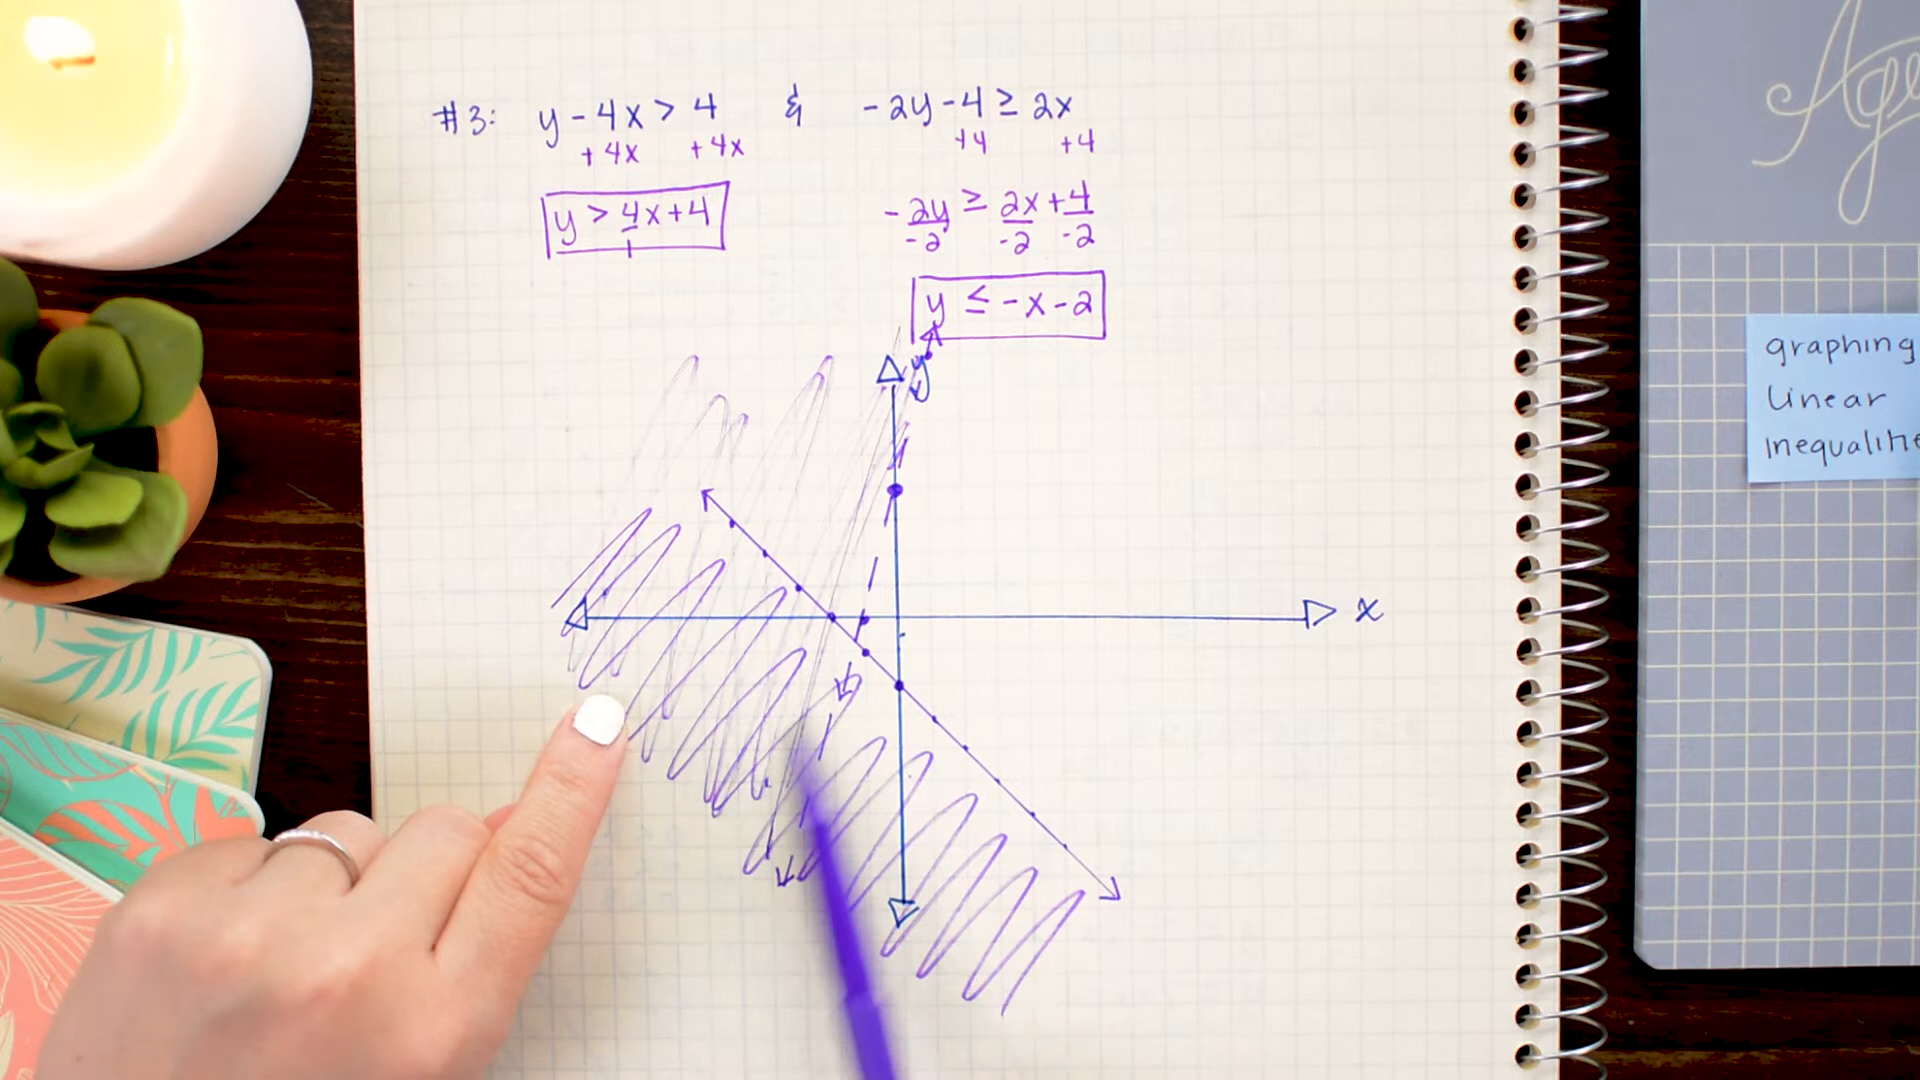 #3: y - 4x > 4 & -2y - 4 ≥ 2x
+4x +4x +4 +4
y > 4x + 4
1
-2y ≥ 2x + 4
-2 -2 -2
y ≤ -x - 2
y
x
graphing
linear